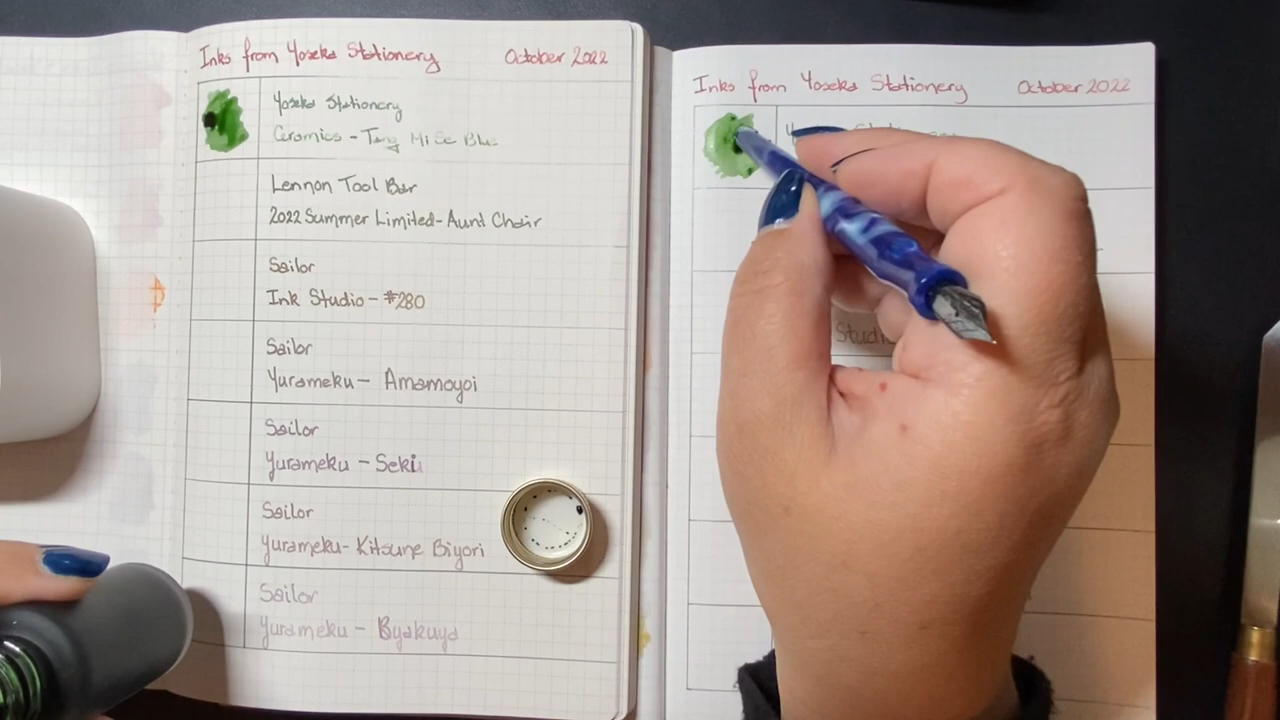 Inks from Yoseka Stationery October 2022
Yoseka Stationery
Ceramics - Tang Mi Se Blue
Lennon Tool Bar
2022 Summer Limited - Aunt Chair
Sailor
Ink Studio - #280
Sailor
Yurameku - Amamoyoi
Sailor
Yurameku - Seki
Sailor
Yurameku - Kitsune Biyori
Sailor
Yurameku - Byakuya
Inks from Yoseka Stationery October 2022
Studio